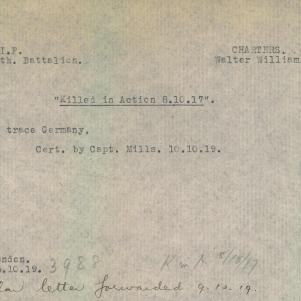 I.F. CHARTERS.
th. Battalion. Walter William
"Killed in Action 8.10.17".
trace Germany,
Cert. by Capt. Mills. 10.10.19.
ndon.
.10.19. 3988
letter forwarded 9.10.19.